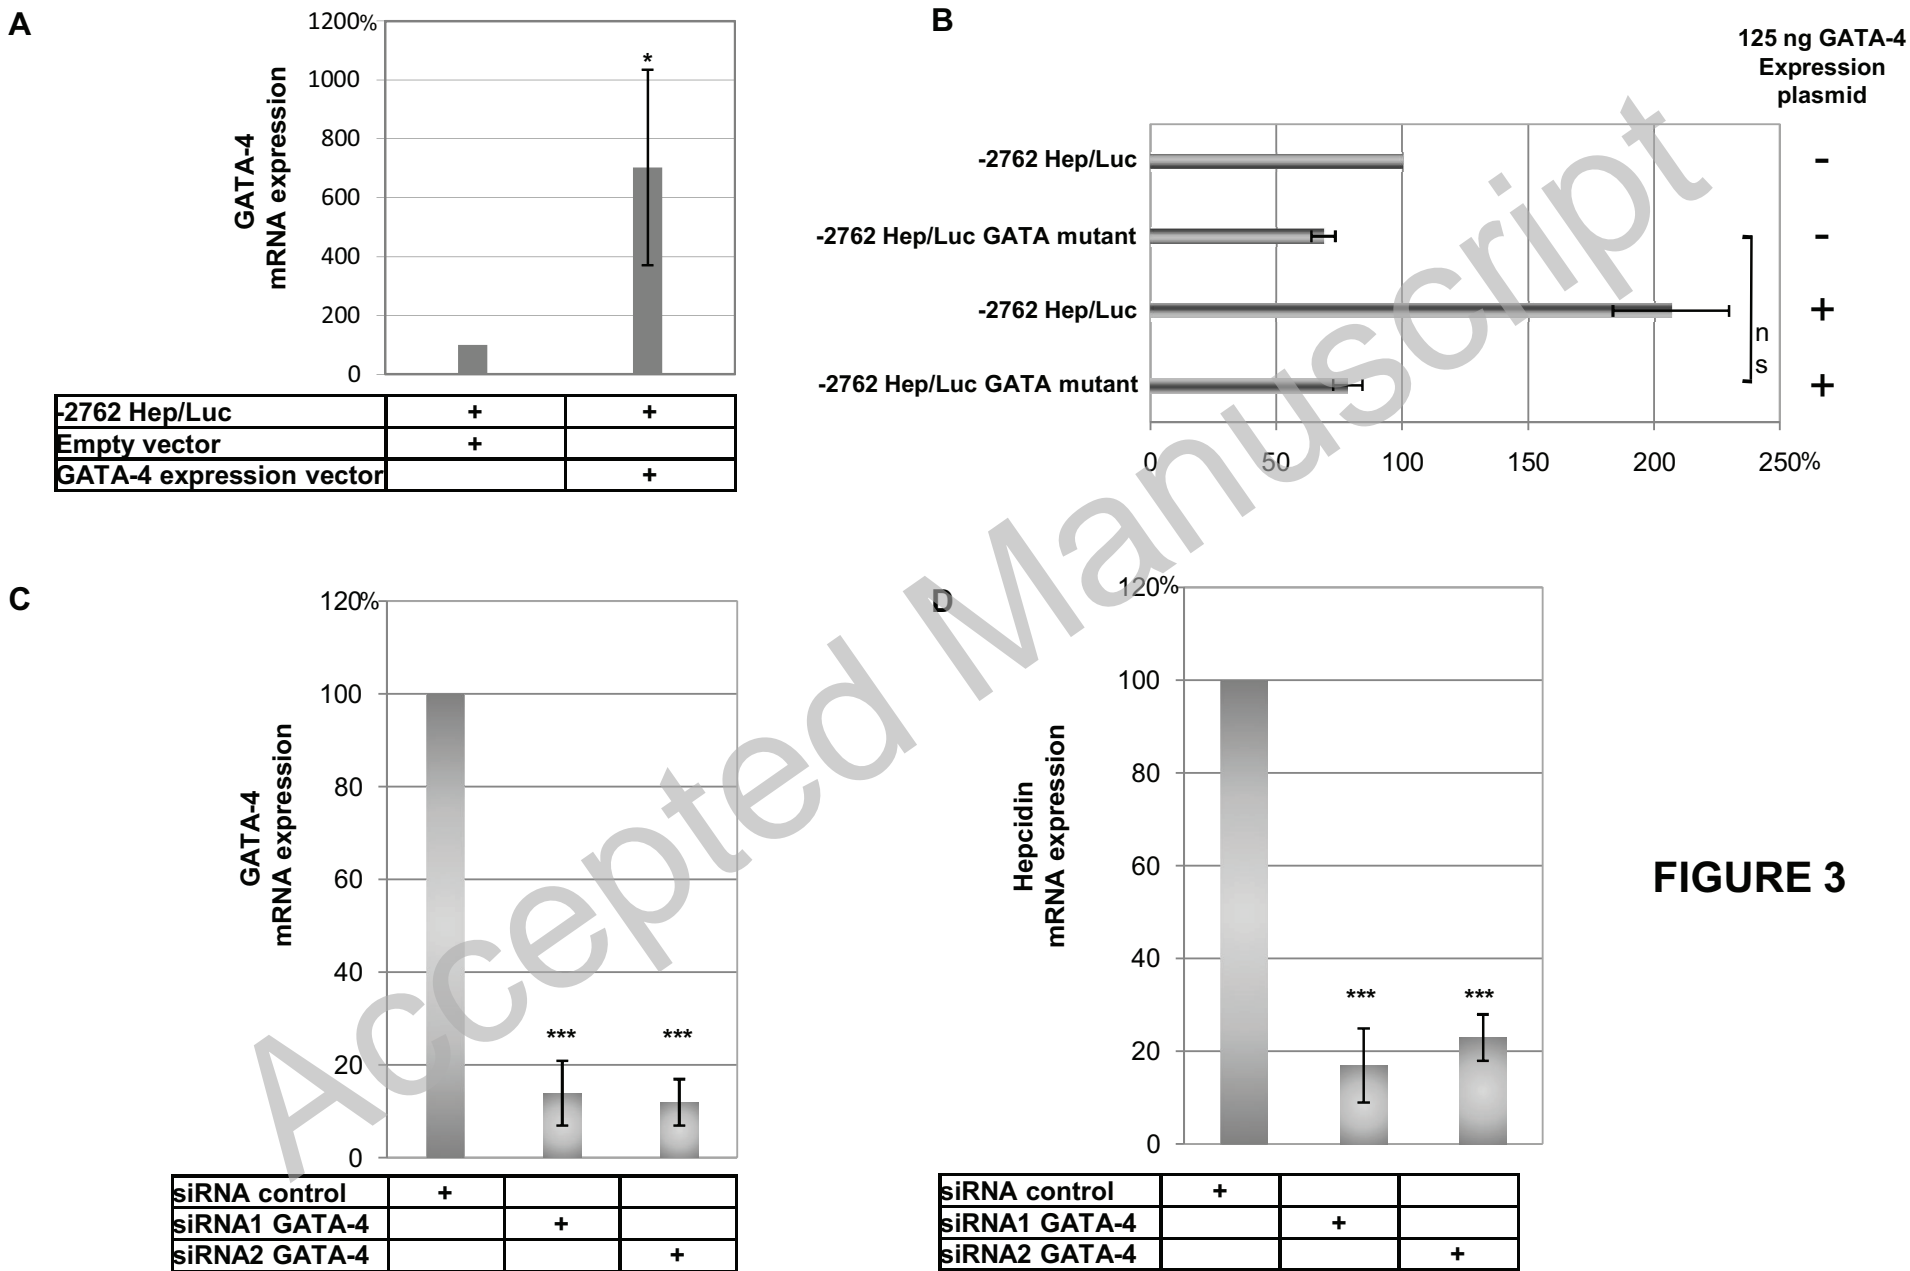 A
1200%
1000
800
600
400
200
0
GATA-4
mRNA expression
*
-2762 Hep/Luc + +
Empty vector +
GATA-4 expression vector +
B
125 ng GATA-4
Expression
plasmid
-2762 Hep/Luc -
-2762 Hep/Luc GATA mutant -
-2762 Hep/Luc +
-2762 Hep/Luc GATA mutant +
n
s
0 50 100 150 200 250%
C
120%
100
80
60
40
20
0
GATA-4
mRNA expression
*** ***
siRNA control +
siRNA1 GATA-4 +
siRNA2 GATA-4 +
D
120%
100
80
60
40
20
0
Hepcidin
mRNA expression
*** ***
siRNA control +
siRNA1 GATA-4 +
siRNA2 GATA-4 +
FIGURE 3
Accepted Manuscript